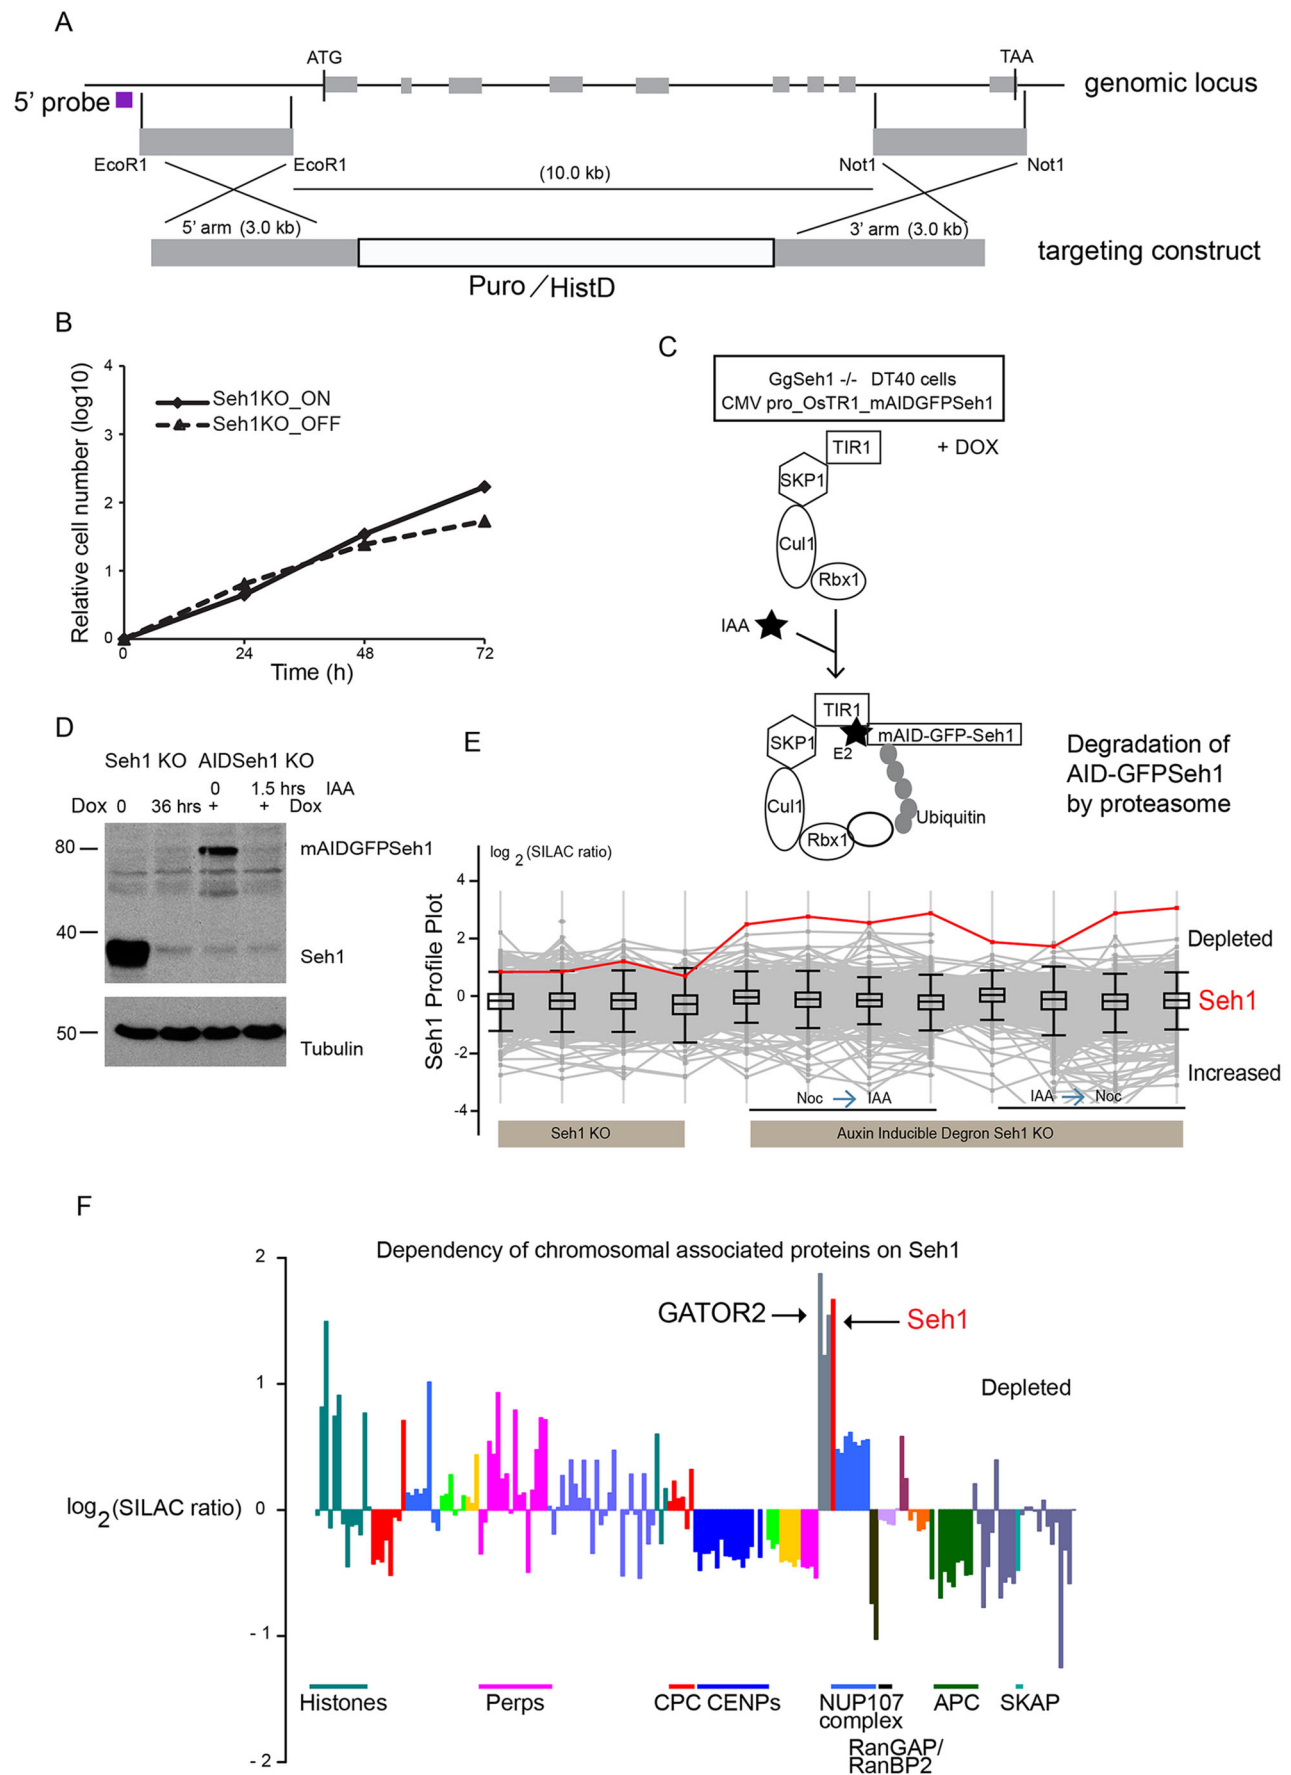 A
ATG
TAA
genomic locus
5' probe
EcoR1
EcoR1
Not1
Not1
(10.0 kb)
5' arm (3.0 kb)
3' arm (3.0 kb)
targeting construct
Puro/HistD
B
Relative cell number (log10)
4
3
2
1
0
Seh1KO_ON
Seh1KO_OFF
0
24
48
72
Time (h)
C
GgSeh1 -/- DT40 cells
CMV pro_OsTR1_mAIDGFPSeh1
TIR1
+ DOX
SKP1
Cul1
Rbx1
IAA
TIR1
SKP1
E2
mAID-GFP-Seh1
Cul1
Rbx1
Ubiquitin
Degradation of
AID-GFPSeh1
by proteasome
D
Seh1 KO AIDSeh1 KO
0 1.5 hrs IAA
Dox 0 36 hrs + + Dox
80
mAIDGFPSeh1
40
Seh1
50
Tubulin
E
log2 (SILAC ratio)
Seh1 Profile Plot
4
2
0
-2
-4
Depleted
Seh1
Increased
Noc IAA
IAA Noc
Seh1 KO
Auxin Inducible Degron Seh1 KO
F
Dependency of chromosomal associated proteins on Seh1
2
1
0
- 1
- 2
log2(SILAC ratio)
GATOR2
Seh1
Depleted
Histones
Perps
CPC
CENPs
NUP107
complex
RanGAP/
RanBP2
APC
SKAP